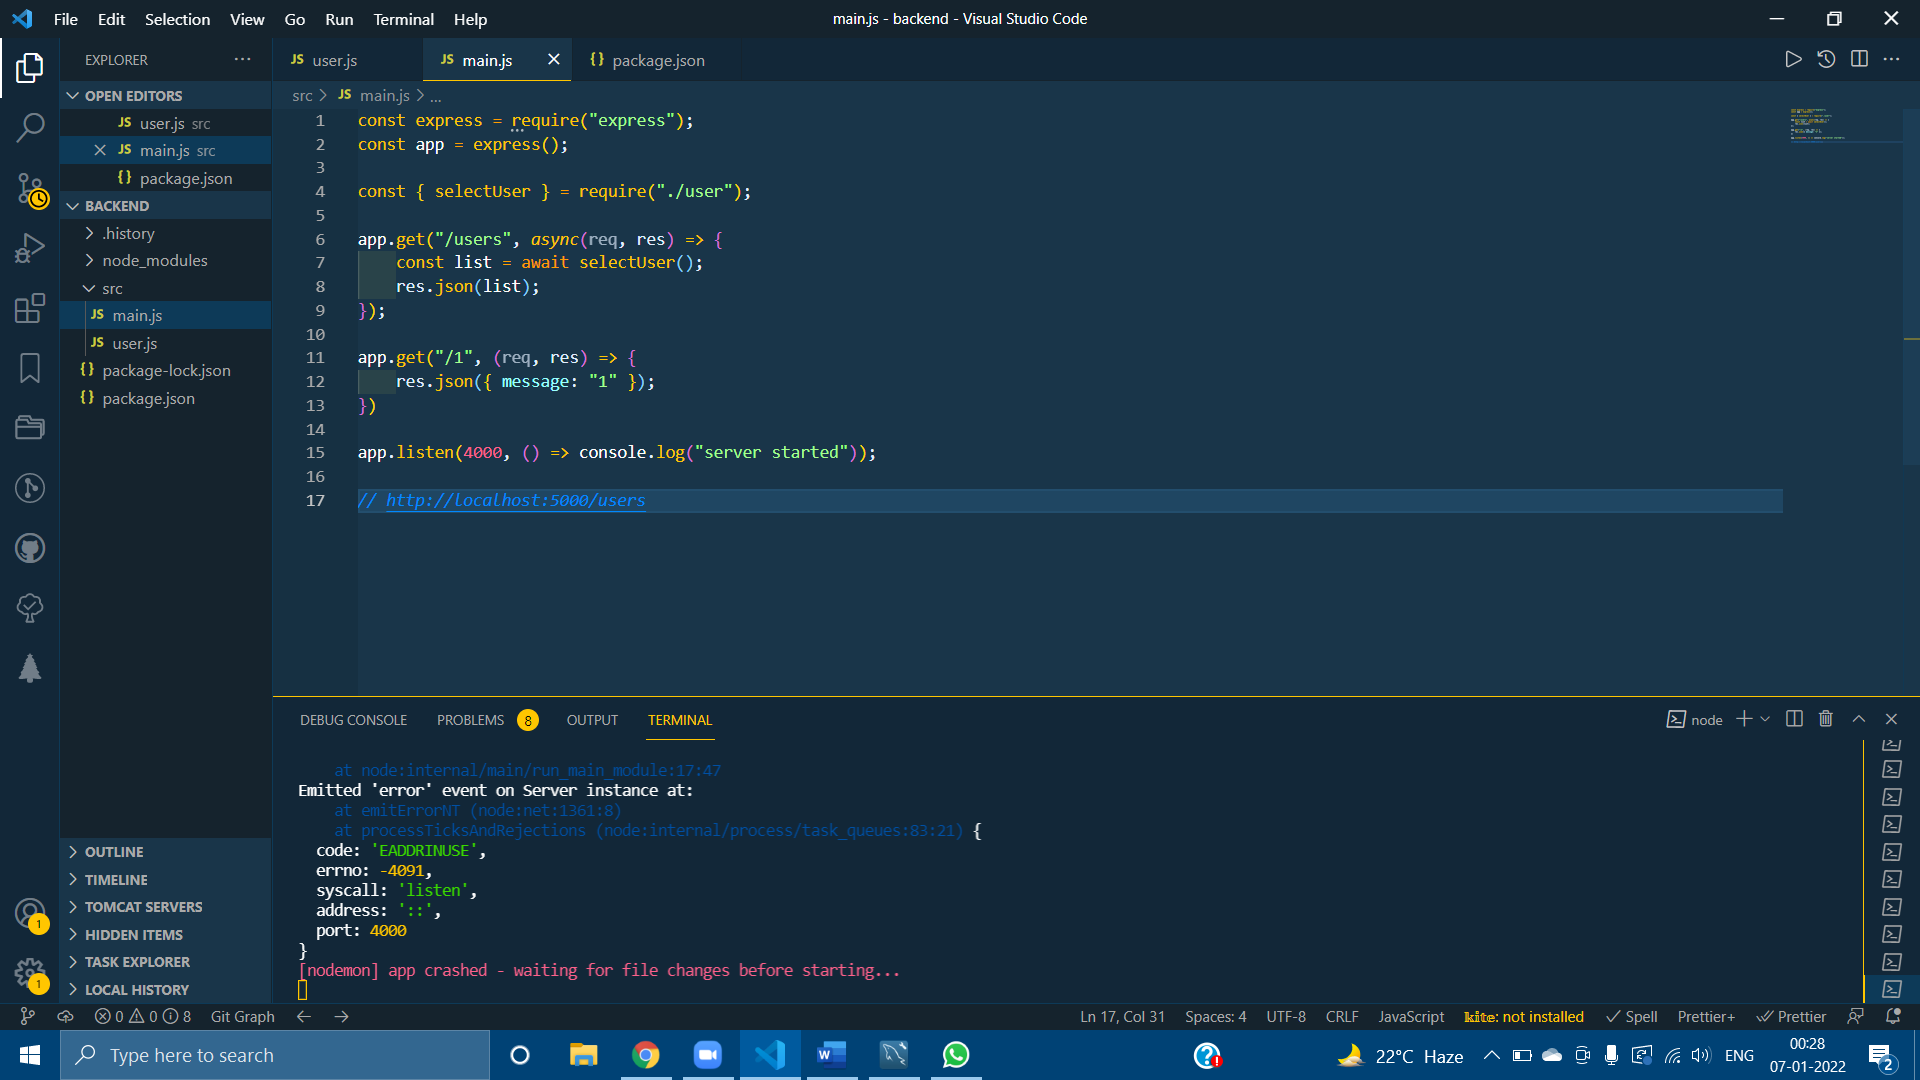 File Edit Selection View Go Run Terminal Help
main.js - backend - Visual Studio Code
EXPLORER
OPEN EDITORS
JS user.js src
JS main.js src
{} package.json
BACKEND
.history
node_modules
src
JS main.js
JS user.js
{} package-lock.json
{} package.json
OUTLINE
TIMELINE
TOMCAT SERVERS
HIDDEN ITEMS
TASK EXPLORER
LOCAL HISTORY
1
1
JS user.js
JS main.js
{} package.json
src > JS main.js > ...
1 const express = require("express");
2 const app = express();
3
4 const { selectUser } = require("./user");
5
6 app.get("/users", async(req, res) => {
7 const list = await selectUser();
8 res.json(list);
9 });
10
11 app.get("/1", (req, res) => {
12 res.json({ message: "1" });
13 })
14
15 app.listen(4000, () => console.log("server started"));
16
17 // http://localhost:5000/users
DEBUG CONSOLE PROBLEMS 8 OUTPUT TERMINAL
node
at node:internal/main/run_main_module:17:47
Emitted 'error' event on Server instance at:
at emitErrorNT (node:net:1361:8)
at processTicksAndRejections (node:internal/process/task_queues:83:21) {
code: 'EADDRINUSE',
errno: -4091,
syscall: 'listen',
address: '::',
port: 4000
}
[nodemon] app crashed - waiting for file changes before starting...
0 0 8 Git Graph
Ln 17, Col 31 Spaces: 4 UTF-8 CRLF JavaScript kite: not installed Spell Prettier+ Prettier
Type here to search
22°C Haze
ENG
00:28
07-01-2022
2